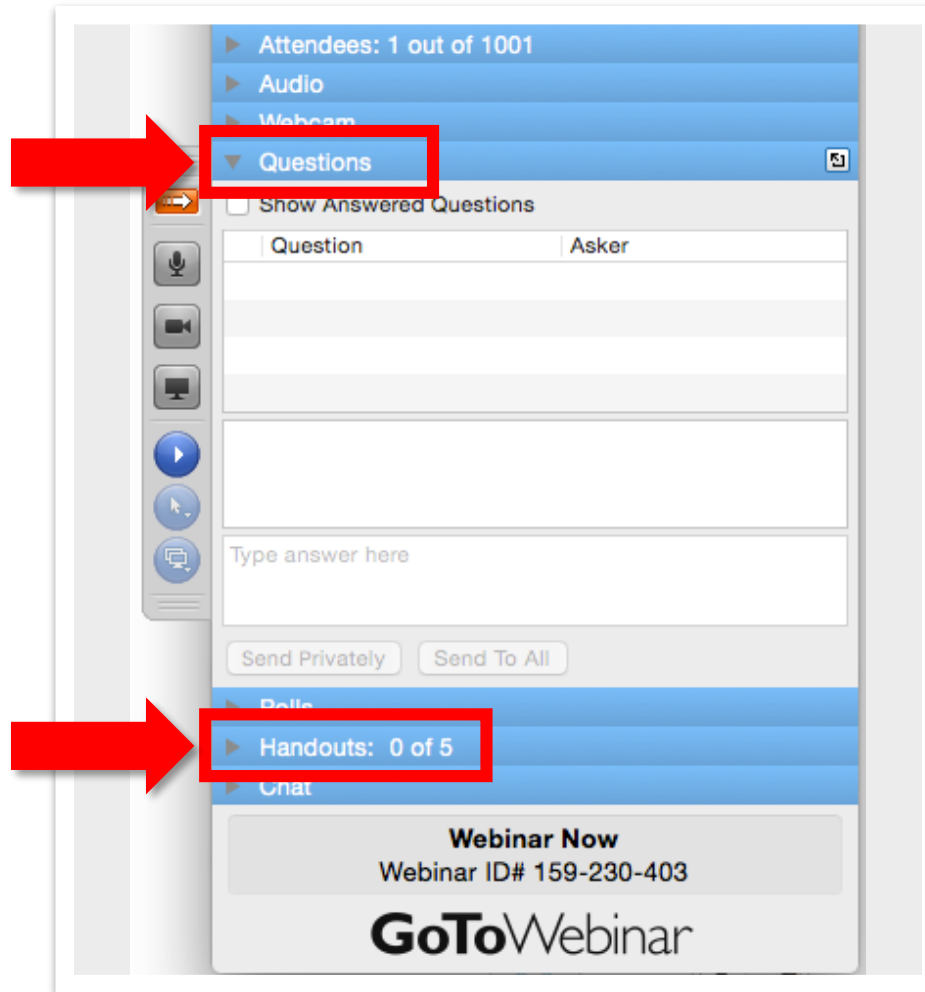 Attendees: 1 out of 1001
Audio
Webcam
Questions
Show Answered Questions
Question Asker
Type answer here
Send Privately Send To All
Polls
Handouts: 0 of 5
Chat
Webinar Now
Webinar ID# 159-230-403
GoToWebinar